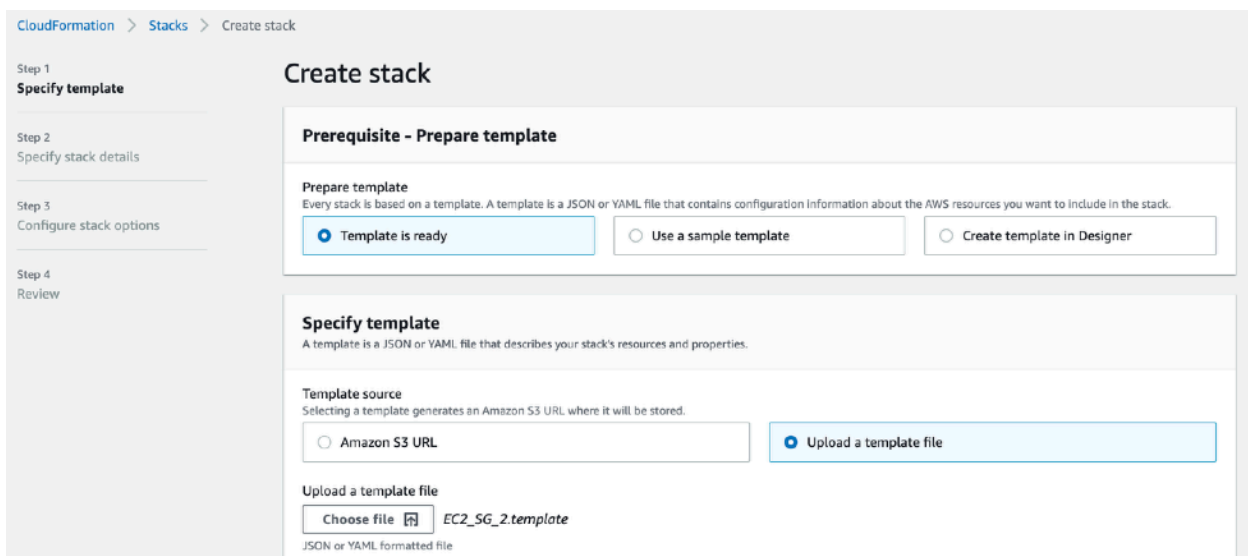 CloudFormation > Stacks > Create stack
Step 1
Specify template
Step 2
Specify stack details
Step 3
Configure stack options
Step 4
Review
Create stack
Prerequisite - Prepare template
Prepare template
Every stack is based on a template. A template is a JSON or YAML file that contains configuration information about the AWS resources you want to include in the stack.
Template is ready
Use a sample template
Create template in Designer
Specify template
A template is a JSON or YAML file that describes your stack's resources and properties.
Template source
Selecting a template generates an Amazon S3 URL where it will be stored.
Amazon S3 URL
Upload a template file
Upload a template file
Choose file EC2_SG_2.template
JSON or YAML formatted file